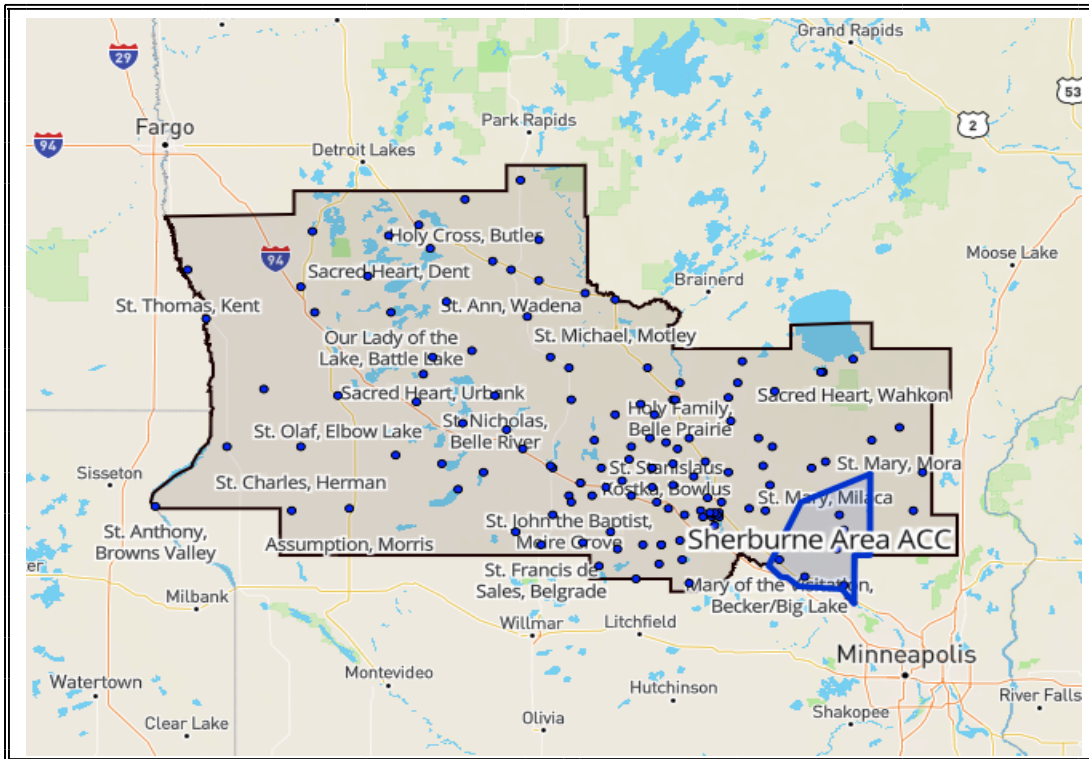 Grand Rapids
29
53
2
Park Rapids
Fargo
94
Detroit Lakes
Holy Cross, Butler
94
Moose Lake
Sacred Heart, Dent
Brainerd
St. Thomas, Kent
St. Ann, Wadena
Our Lady of the
Lake, Battle Lake
St. Michael, Motley
Sacred Heart, Urbank
Sacred Heart, Wahkon
Holy Family,
Belle Prairie
St. Olaf, Elbow Lake
St. Nicholas,
Belle River
St. Mary, Mora
Sisseton
St. Charles, Herman
St. Stanislaus
Kostka, Bowlus
St. Mary, Milaca
St. Anthony,
Browns Valley
Assumption, Morris
St. John the Baptist,
Meire Grove
Sherburne Area ACC
er
St. Francis de
Sales, Belgrade
Mary of the Visitation,
Becker/Big Lake
Milbank
Willmar
Litchfield
Minneapolis
Watertown
Montevideo
Hutchinson
River Falls
Clear Lake
Olivia
Shakopee